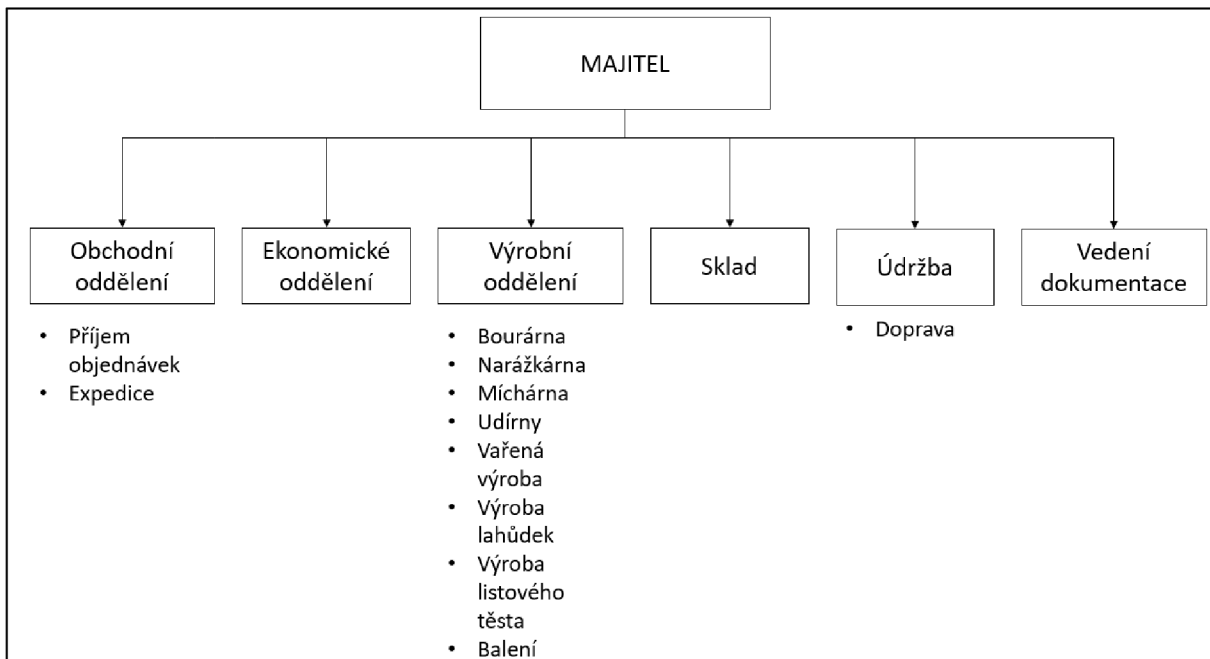 MAJITEL
Obchodní
oddělení
Ekonomické
oddělení
Výrobní
oddělení
Sklad
Údržba
Vedení
dokumentace
• Příjem
objednávek
• Expedice
• Bourárna
• Narážkárna
• Míchárna
• Udírny
• Vařená
výroba
• Výroba
lahůdek
• Výroba
listového
těsta
• Balení
• Doprava